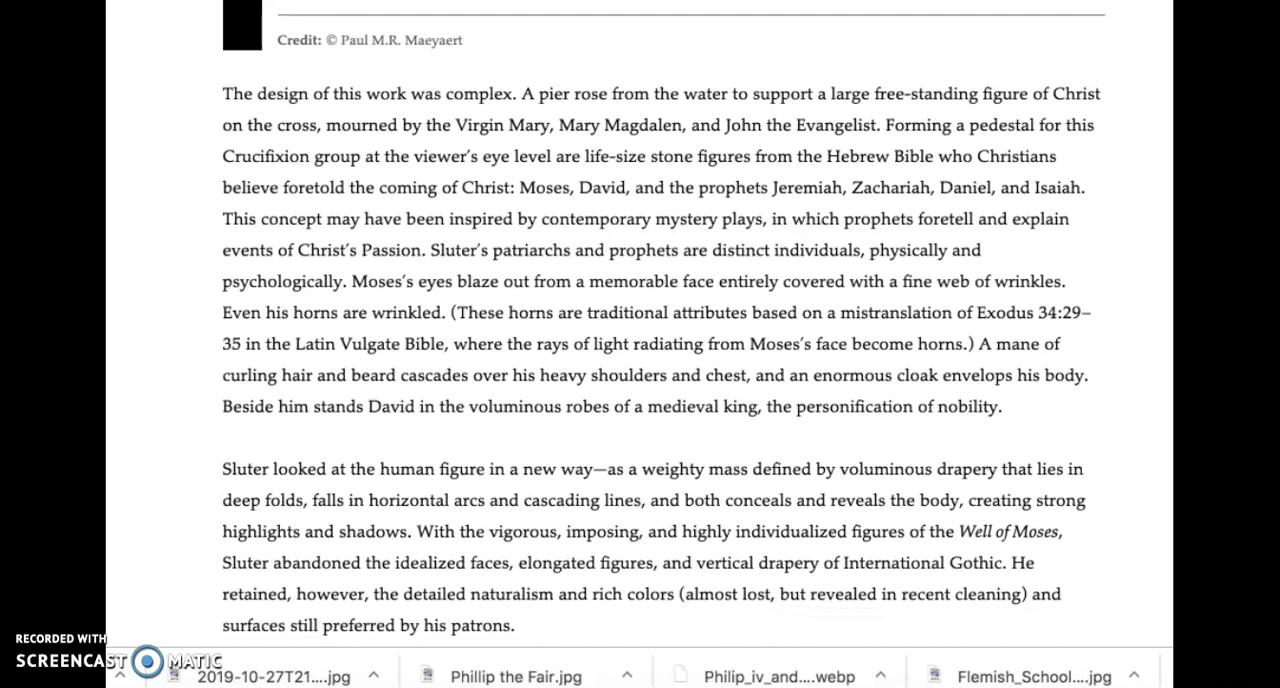 Credit: © Paul M.R. Maeyaert
The design of this work was complex. A pier rose from the water to support a large free-standing figure of Christ
on the cross, mourned by the Virgin Mary, Mary Magdalen, and John the Evangelist. Forming a pedestal for this
Crucifixion group at the viewer's eye level are life-size stone figures from the Hebrew Bible who Christians
believe foretold the coming of Christ: Moses, David, and the prophets Jeremiah, Zachariah, Daniel, and Isaiah.
This concept may have been inspired by contemporary mystery plays, in which prophets foretell and explain
events of Christ's Passion. Sluter's patriarchs and prophets are distinct individuals, physically and
psychologically. Moses's eyes blaze out from a memorable face entirely covered with a fine web of wrinkles.
Even his horns are wrinkled. (These horns are traditional attributes based on a mistranslation of Exodus 34:29–
35 in the Latin Vulgate Bible, where the rays of light radiating from Moses's face become horns.) A mane of
curling hair and beard cascades over his heavy shoulders and chest, and an enormous cloak envelops his body.
Beside him stands David in the voluminous robes of a medieval king, the personification of nobility.
Sluter looked at the human figure in a new way—as a weighty mass defined by voluminous drapery that lies in
deep folds, falls in horizontal arcs and cascading lines, and both conceals and reveals the body, creating strong
highlights and shadows. With the vigorous, imposing, and highly individualized figures of the Well of Moses,
Sluter abandoned the idealized faces, elongated figures, and vertical drapery of International Gothic. He
retained, however, the detailed naturalism and rich colors (almost lost, but revealed in recent cleaning) and
surfaces still preferred by his patrons.
RECORDED WITH
SCREENCAST MATIC
2019-10-27T21....jpg Phillip the Fair.jpg Philip_iv_and....webp Flemish_School....jpg